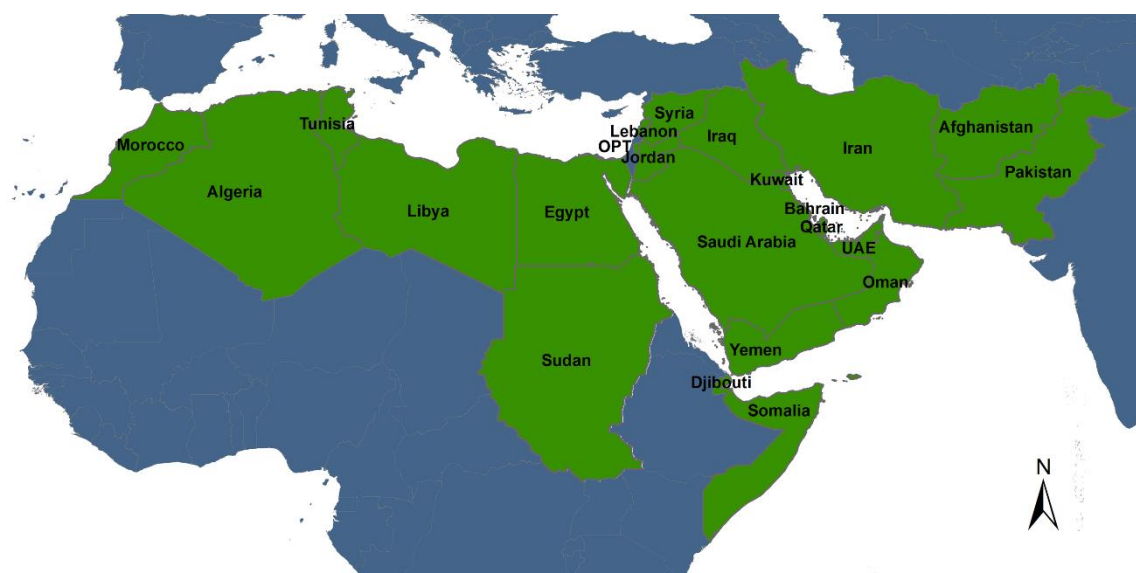 Syria
Afghanistan
Tunisia
Lebanon
Iraq
Morocco
OPT
Iran
Jordan
Pakistan
Kuwait
Algeria
Bahrain
Libya
Egypt
Qatar
Saudi Arabia
UAE
Oman
Yemen
Sudan
Djibouti
Somalia
N